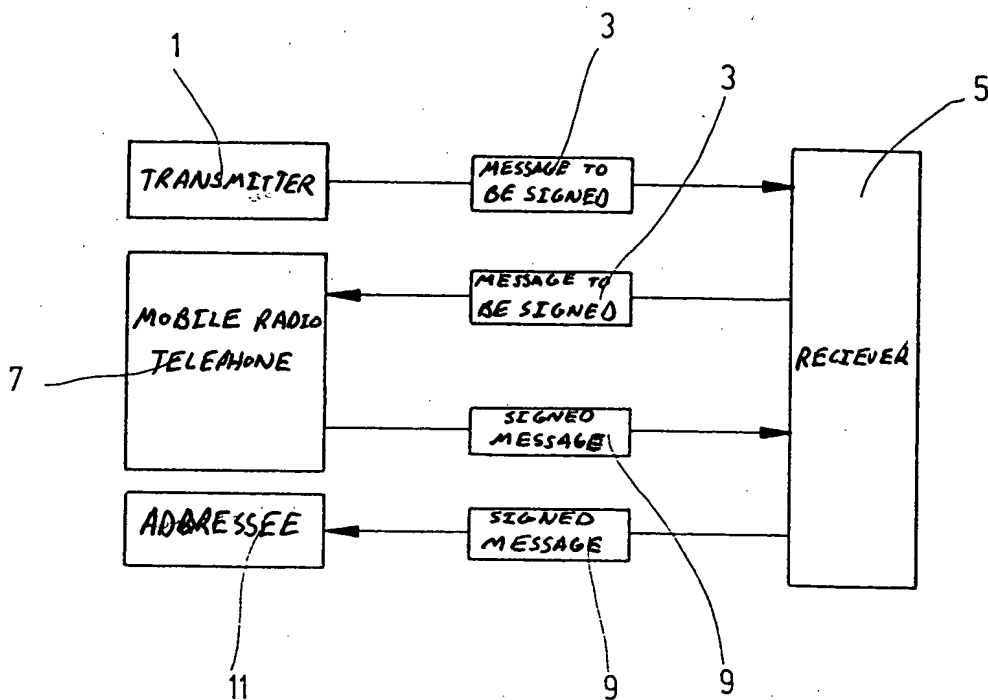 1
3
3
5
TRANSMITTER
MESSAGE TO
BE SIGNED
MESSAGE TO
BE SIGNED
MOBILE RADIO
TELEPHONE
7
RECIEVER
SIGNED
MESSAGE
ADDRESSEE
SIGNED
MESSAGE
11
9
9